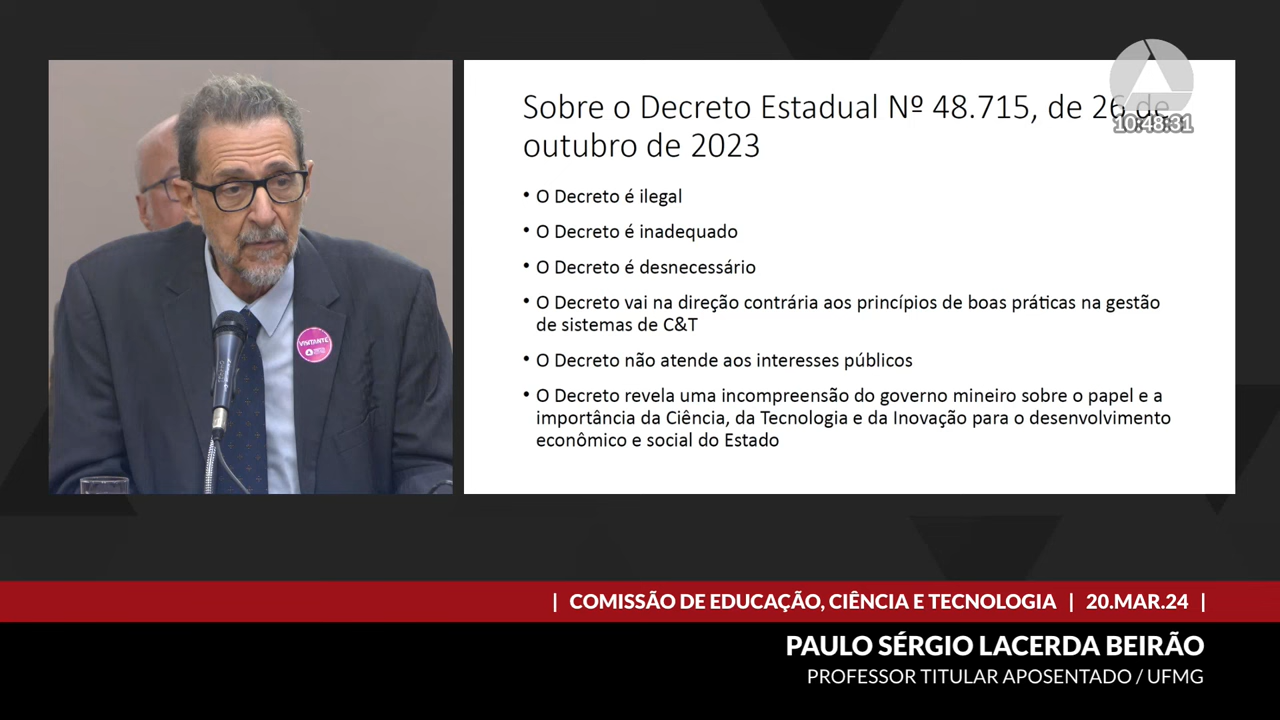 Sobre o Decreto Estadual Nº 48.715, de 26 de
outubro de 2023
10:48:31
• O Decreto é ilegal
• O Decreto é inadequado
• O Decreto é desnecessário
• O Decreto vai na direção contrária aos princípios de boas práticas na gestão
de sistemas de C&T
• O Decreto não atende aos interesses públicos
• O Decreto revela uma incompreensão do governo mineiro sobre o papel e a
importância da Ciência, da Tecnologia e da Inovação para o desenvolvimento
econômico e social do Estado
VISITANTE
| COMISSÃO DE EDUCAÇÃO, CIÊNCIA E TECNOLOGIA | 20.MAR.24 |
PAULO SÉRGIO LACERDA BEIRÃO
PROFESSOR TITULAR APOSENTADO / UFMG